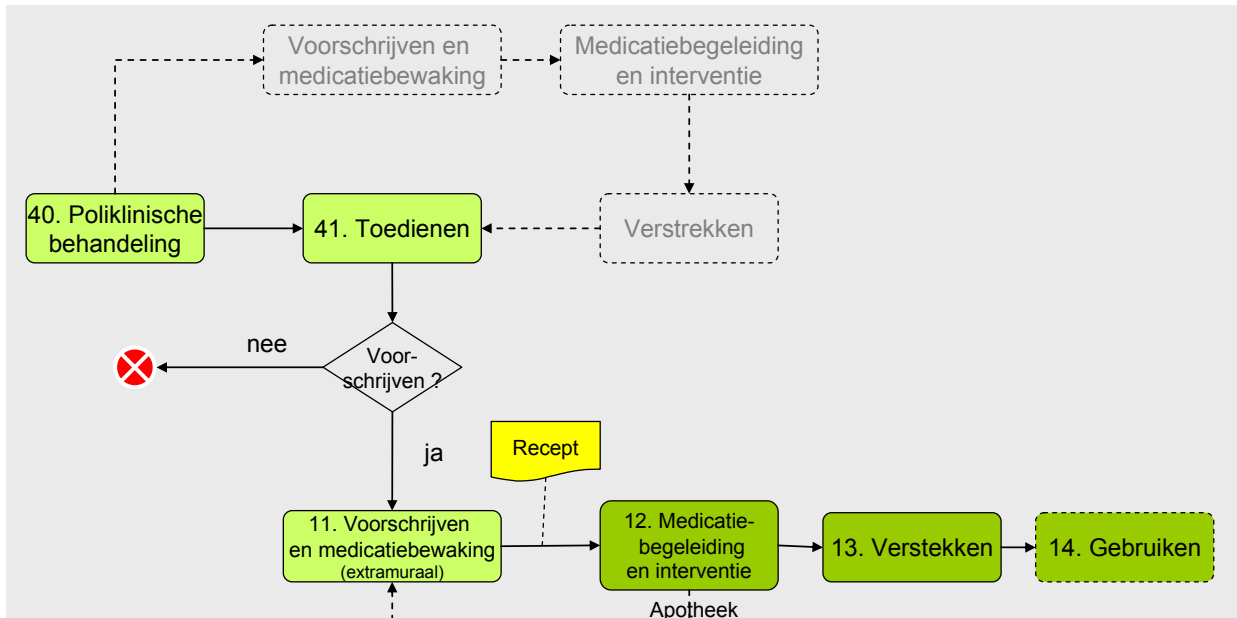 Voorschrijven en
medicatiebewaking
Medicatiebegeleiding
en interventie
40. Poliklinische
behandeling
41. Toedienen
Verstrekken
nee
Voor-
schrijven ?
ja
Recept
11. Voorschrijven
en medicatiebewaking
(extramuraal)
12. Medicatie-
begeleiding
en interventie
13. Verstekken
14. Gebruiken
Apotheek